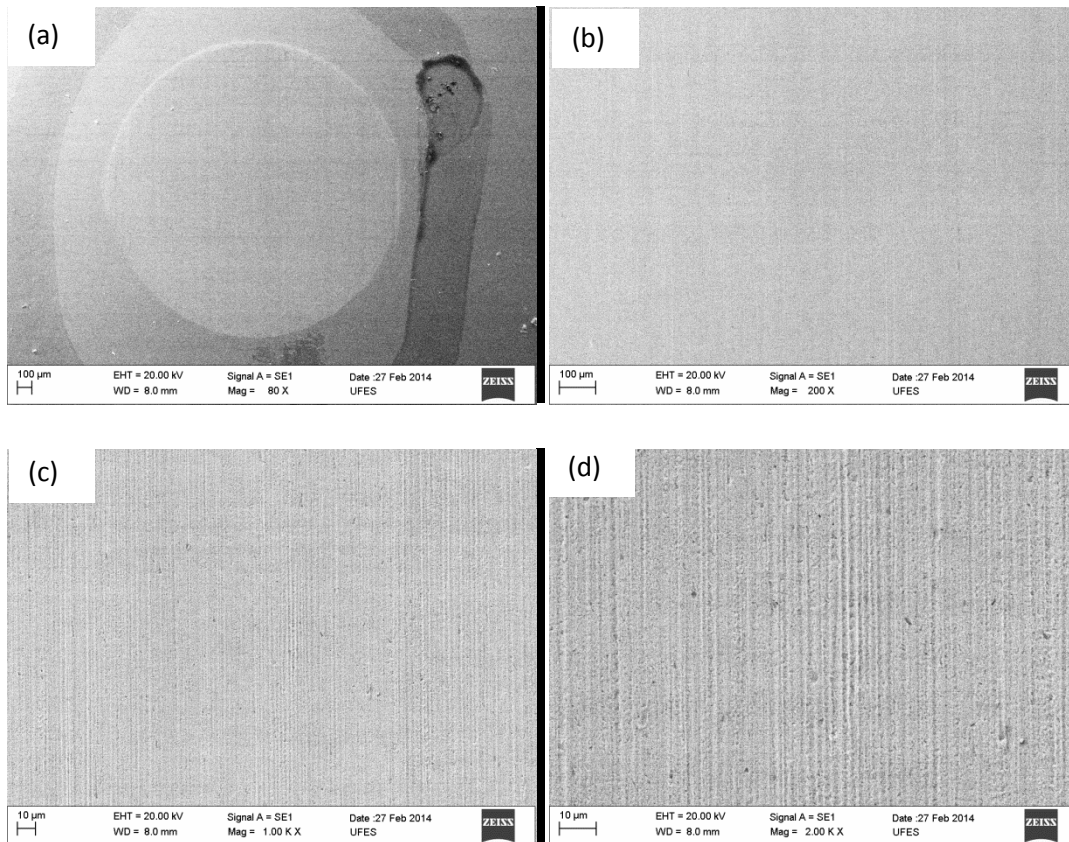 (a)
100 µm
EHT = 20.00 kV
WD = 8.0 mm
Signal A = SE1
Mag = 80 X
Date :27 Feb 2014
UFES
ZEISS
(b)
100 µm
EHT = 20.00 kV
WD = 8.0 mm
Signal A = SE1
Mag = 200 X
Date :27 Feb 2014
UFES
ZEISS
(c)
10 µm
EHT = 20.00 kV
WD = 8.0 mm
Signal A = SE1
Mag = 1.00 K X
Date :27 Feb 2014
UFES
ZEISS
(d)
10 µm
EHT = 20.00 kV
WD = 8.0 mm
Signal A = SE1
Mag = 2.00 K X
Date :27 Feb 2014
UFES
ZEISS